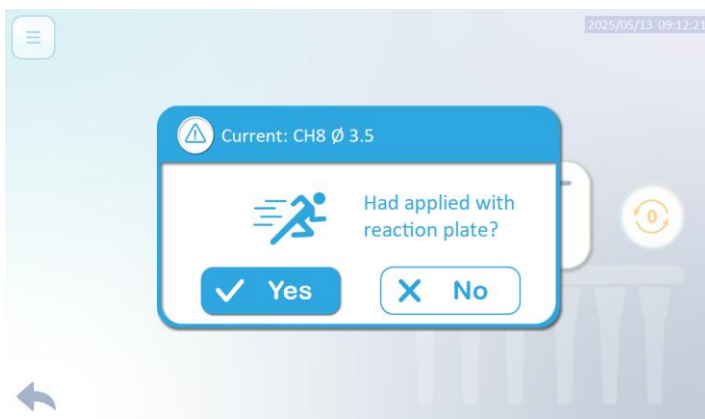 2025/05/13 09:12:21
Current: CH8 Ø 3.5
Had applied with
reaction plate?
Yes
No
0